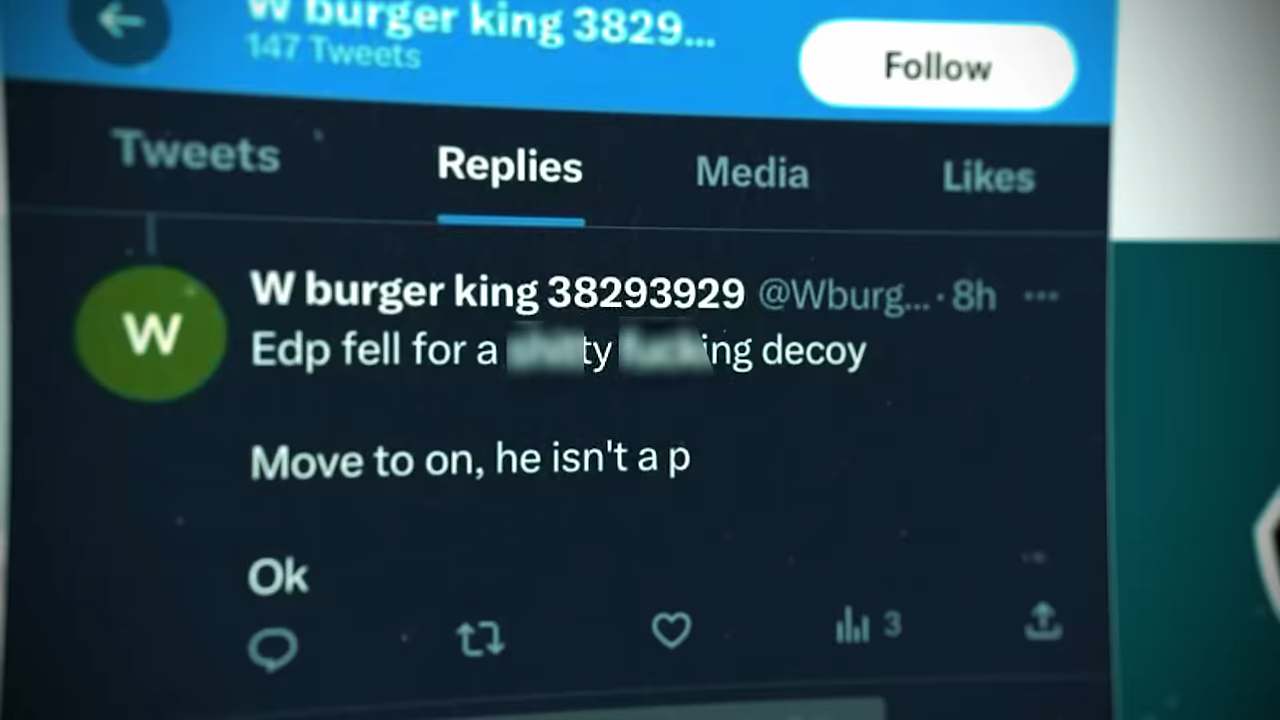 W burger king 3829...
147 Tweets
Follow
Tweets
Replies
Media
Likes
W
W burger king 38293929 @Wburg... · 8h ···
Edp fell for a ty ing decoy
Move to on, he isn't a p
Ok
3